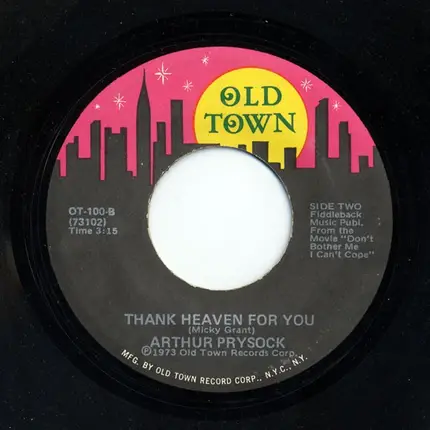 OLD
TOWN
OT-100-B
(73102)
Time 3:15
SIDE TWO
Fiddleback
Music Publ.
From the
Movie "Don't
Bother Me
I Can't Cope"
THANK HEAVEN FOR YOU
(Micky Grant)
ARTHUR PRYSOCK
℗1973 Old Town Records Corp.
MFG. BY OLD TOWN RECORD CORP., N.Y.C., N.Y.